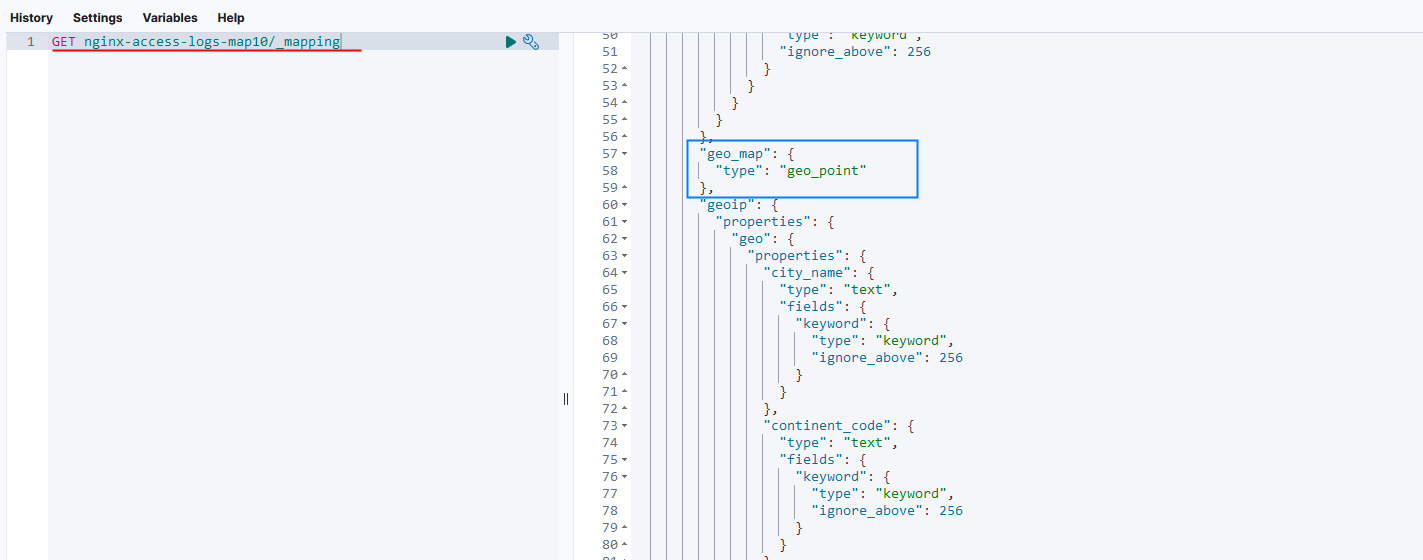 History Settings Variables Help
1 GET nginx-access-logs-map10/_mapping
50 "type": "keyword",
51 "ignore_above": 256
52 }
53 }
54 }
55 }
56 },
57 "geo_map": {
58 "type": "geo_point"
59 },
60 "geoip": {
61 "properties": {
62 "geo": {
63 "properties": {
64 "city_name": {
65 "type": "text",
66 "fields": {
67 "keyword": {
68 "type": "keyword",
69 "ignore_above": 256
70 }
71 }
72 },
73 "continent_code": {
74 "type": "text",
75 "fields": {
76 "keyword": {
77 "type": "keyword",
78 "ignore_above": 256
79 }
80 }
81 }